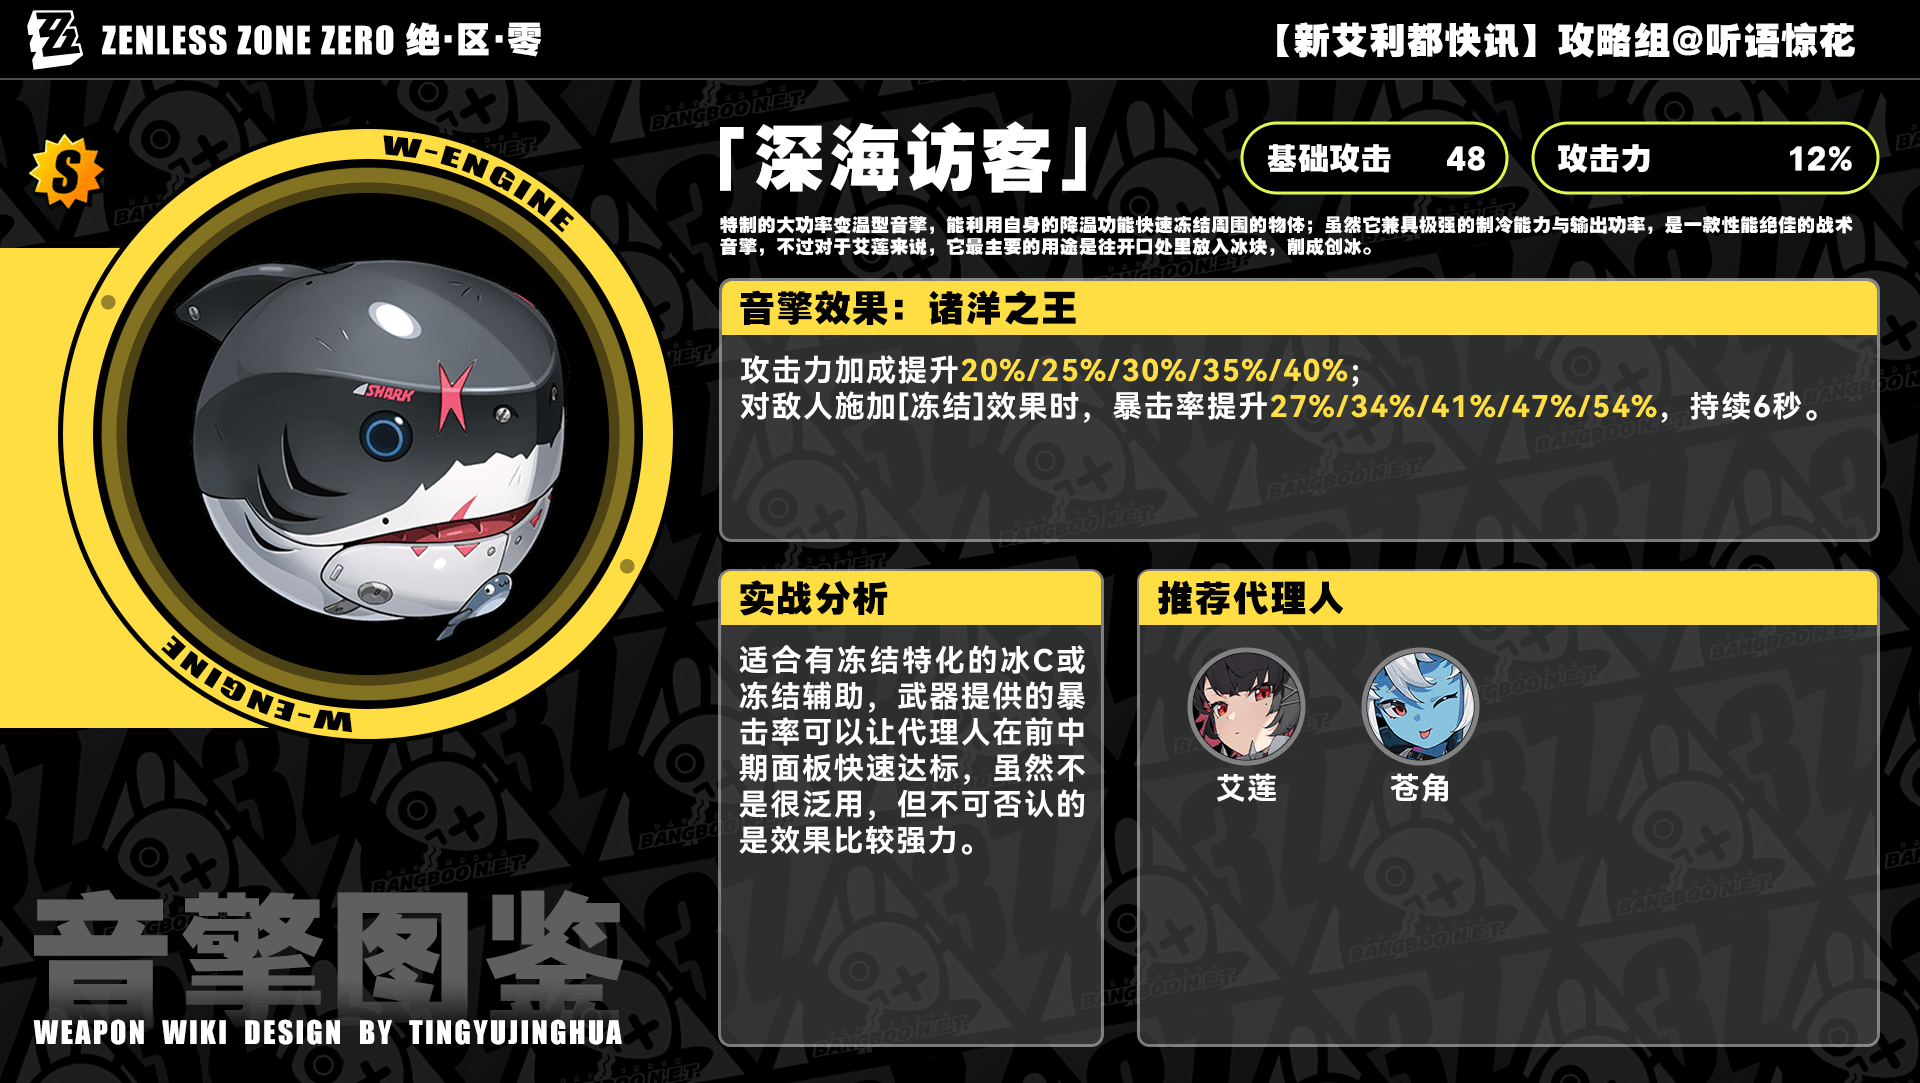 ZENLESS ZONE ZERO 绝·区·零
【新艾利都快讯】攻略组@听语惊花
S
W-ENGINE
SHARK
W-ENGINE
「深海访客」
基础攻击 48
攻击力 12%
特制的大功率变温型音擎，能利用自身的降温功能快速冻结周围的物体；虽然它兼具极强的制冷能力与输出功率，是一款性能绝佳的战术
音擎，不过对于艾莲来说，它最主要的用途是往开口处里放入冰块，削成创冰。
音擎效果：诸洋之王
攻击力加成提升20%/25%/30%/35%/40%;
对敌人施加[冻结]效果时，暴击率提升27%/34%/41%/47%/54%，持续6秒。
实战分析
适合有冻结特化的冰C或
冻结辅助，武器提供的暴
击率可以让代理人在前中
期面板快速达标，虽然不
是很泛用，但不可否认的
是效果比较强力。
推荐代理人
艾莲
苍角
音擎图鉴
WEAPON WIKI DESIGN BY TINGYUJINGHUA
BANGBOO N.ET